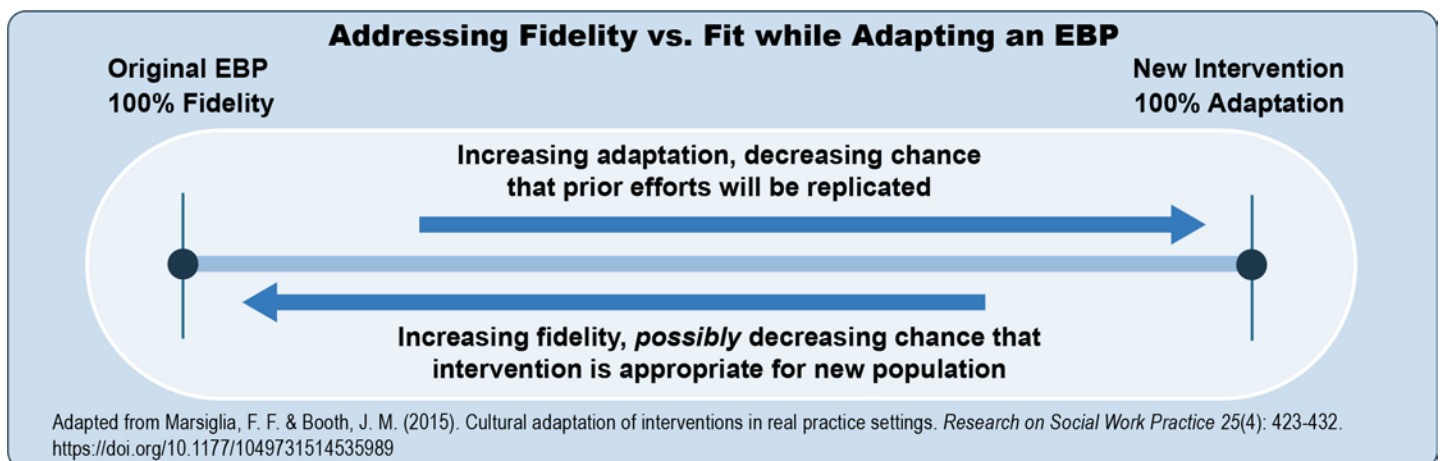 Addressing Fidelity vs. Fit while Adapting an EBP
Original EBP
100% Fidelity
New Intervention
100% Adaptation
Increasing adaptation, decreasing chance
that prior efforts will be replicated
Increasing fidelity, possibly decreasing chance that
intervention is appropriate for new population
Adapted from Marsiglia, F. F. & Booth, J. M. (2015). Cultural adaptation of interventions in real practice settings. Research on Social Work Practice 25(4): 423-432.
https://doi.org/10.1177/1049731514535989